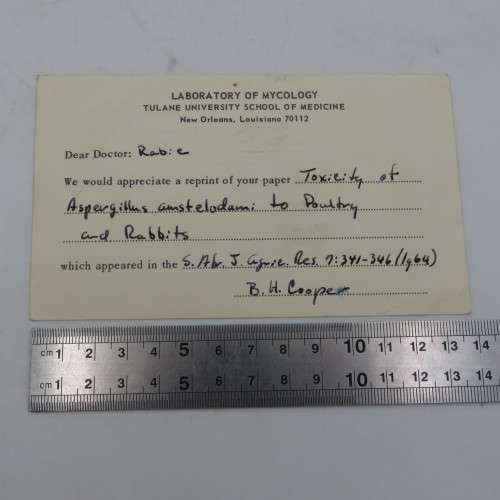 LABORATORY OF MYCOLOGY
TULANE UNIVERSITY SCHOOL OF MEDICINE
New Orleans, Louisiana 70112
Dear Doctor: Rabie
We would appreciate a reprint of your paper Toxicity of
Aspergillus amstelodami to Poultry
and Rabbits
which appeared in the S. Afr. J. Agric. Res. 7:341-346 (1964)
B. H. Cooper
cm 1 2 3 4 5 6 7 8 9 10 11 12 13 14
cm 1 2 3 4 5 6 7 8 9 10 11 12 13 14